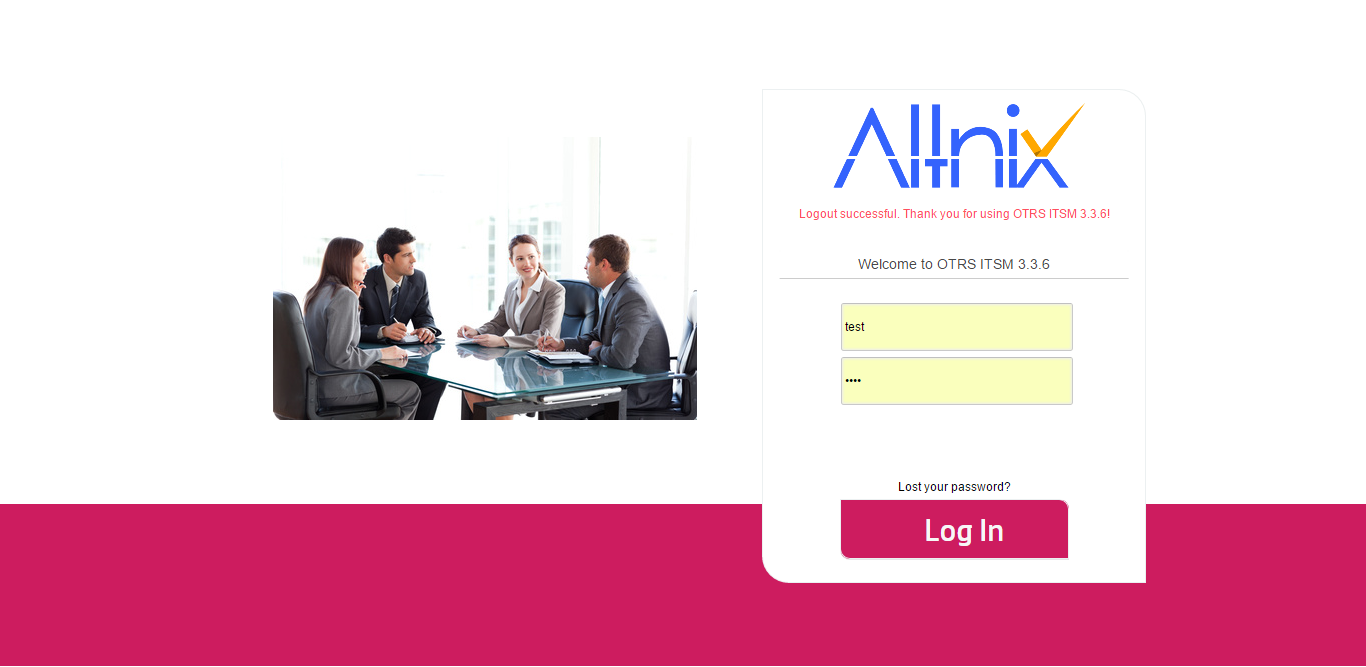 Alltnix
Logout successful. Thank you for using OTRS ITSM 3.3.6!
Welcome to OTRS ITSM 3.3.6
test
••••
Lost your password?
Log In